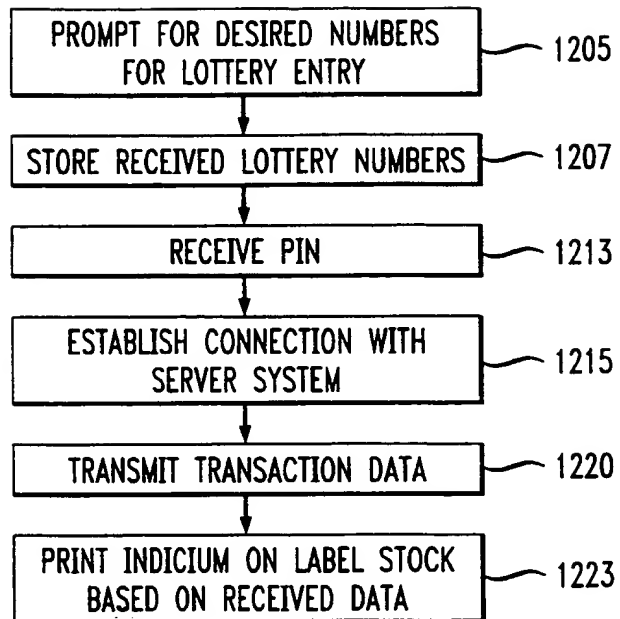 PROMPT FOR DESIRED NUMBERS
FOR LOTTERY ENTRY
1205
STORE RECEIVED LOTTERY NUMBERS
1207
RECEIVE PIN
1213
ESTABLISH CONNECTION WITH
SERVER SYSTEM
1215
TRANSMIT TRANSACTION DATA
1220
PRINT INDICIUM ON LABEL STOCK
BASED ON RECEIVED DATA
1223